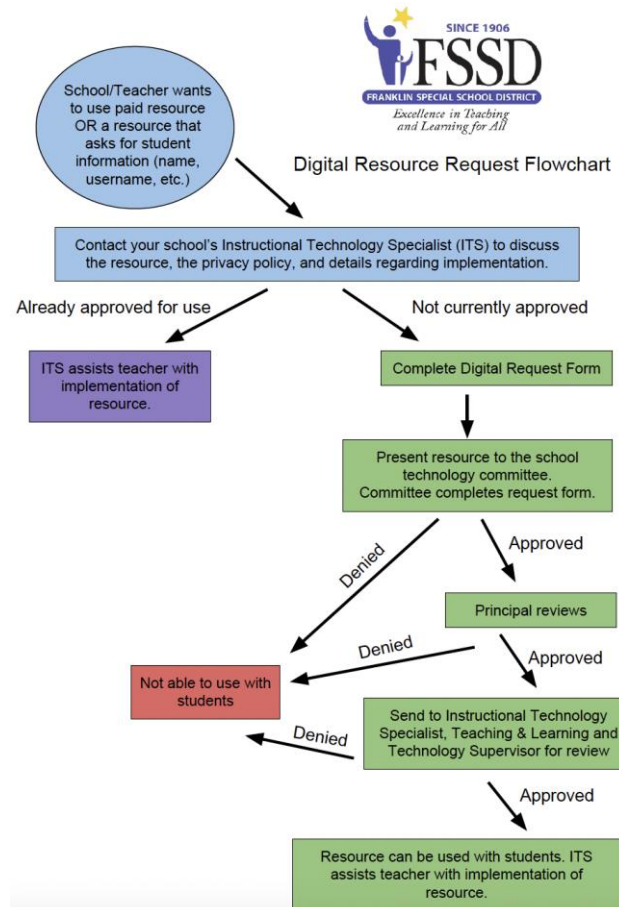 SINCE 1906
FSSD
FRANKLIN SPECIAL SCHOOL DISTRICT
Excellence in Teaching
and Learning for All
Digital Resource Request Flowchart
School/Teacher wants
to use paid resource
OR a resource that
asks for student
information (name,
username, etc.)
Contact your school's Instructional Technology Specialist (ITS) to discuss
the resource, the privacy policy, and details regarding implementation.
Already approved for use
Not currently approved
ITS assists teacher with
implementation of
resource.
Complete Digital Request Form
Present resource to the school
technology committee.
Committee completes request form.
Denied
Approved
Principal reviews
Denied
Approved
Not able to use with
students
Send to Instructional Technology
Specialist, Teaching & Learning and
Technology Supervisor for review
Denied
Approved
Resource can be used with students. ITS
assists teacher with implementation of
resource.